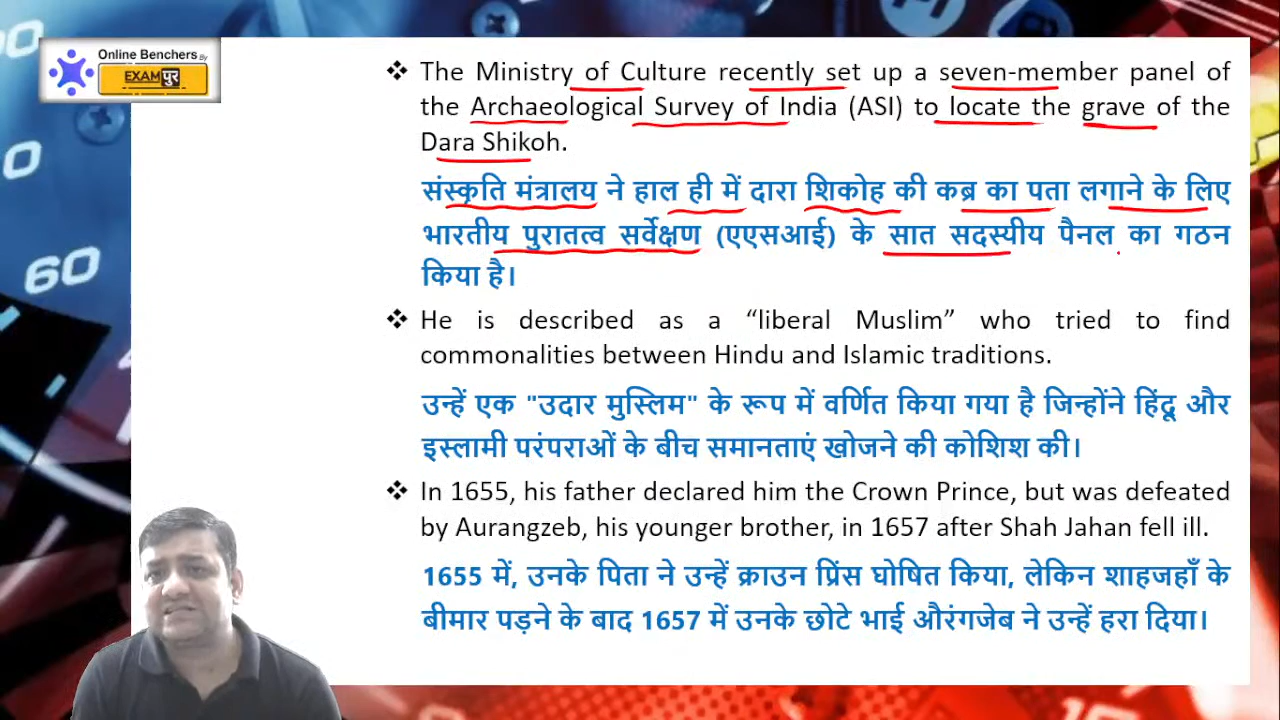 Online Benchers By
EXAM पुर
❖ The Ministry of Culture recently set up a seven-member panel of
the Archaeological Survey of India (ASI) to locate the grave of the
Dara Shikoh.
संस्कृति मंत्रालय ने हाल ही में दारा शिकोह की कब्र का पता लगाने के लिए
भारतीय पुरातत्व सर्वेक्षण (एएसआई) के सात सदस्यीय पैनल का गठन
किया है।
❖ He is described as a “liberal Muslim” who tried to find
commonalities between Hindu and Islamic traditions.
उन्हें एक "उदार मुस्लिम" के रूप में वर्णित किया गया है जिन्होंने हिंदू और
इस्लामी परंपराओं के बीच समानताएं खोजने की कोशिश की।
❖ In 1655, his father declared him the Crown Prince, but was defeated
by Aurangzeb, his younger brother, in 1657 after Shah Jahan fell ill.
1655 में, उनके पिता ने उन्हें क्राउन प्रिंस घोषित किया, लेकिन शाहजहाँ के
बीमार पड़ने के बाद 1657 में उनके छोटे भाई औरंगजेब ने उन्हें हरा दिया।
60